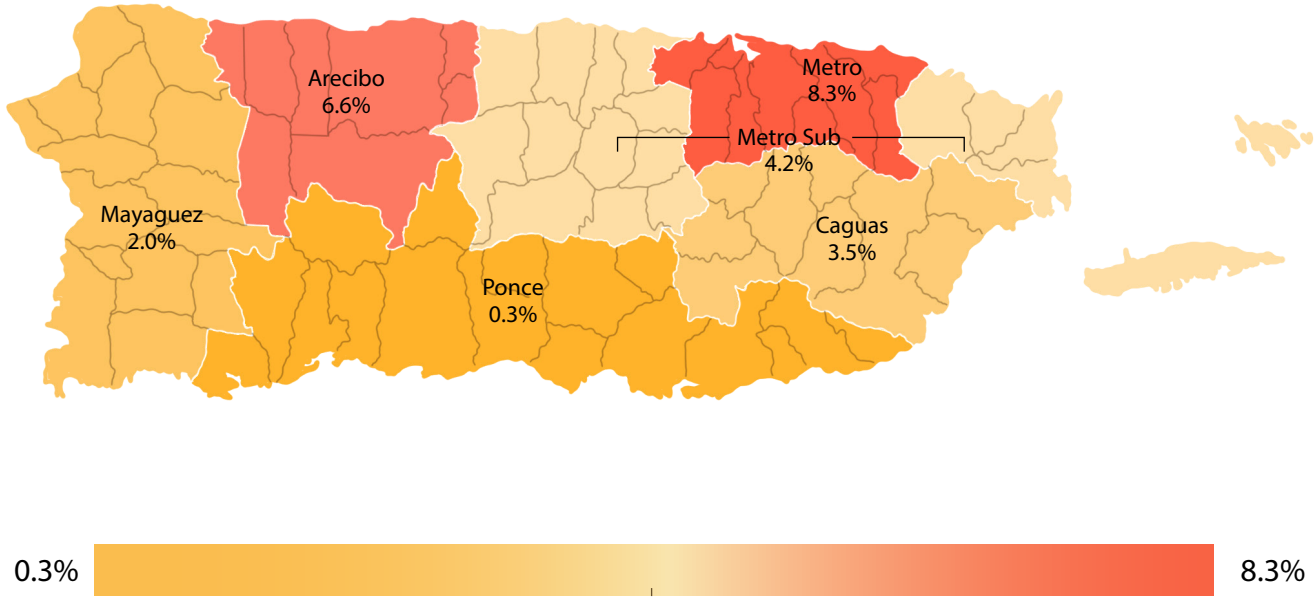 Arecibo
6.6%
Metro
8.3%
Metro Sub
4.2%
Mayaguez
2.0%
Caguas
3.5%
Ponce
0.3%
0.3%
8.3%